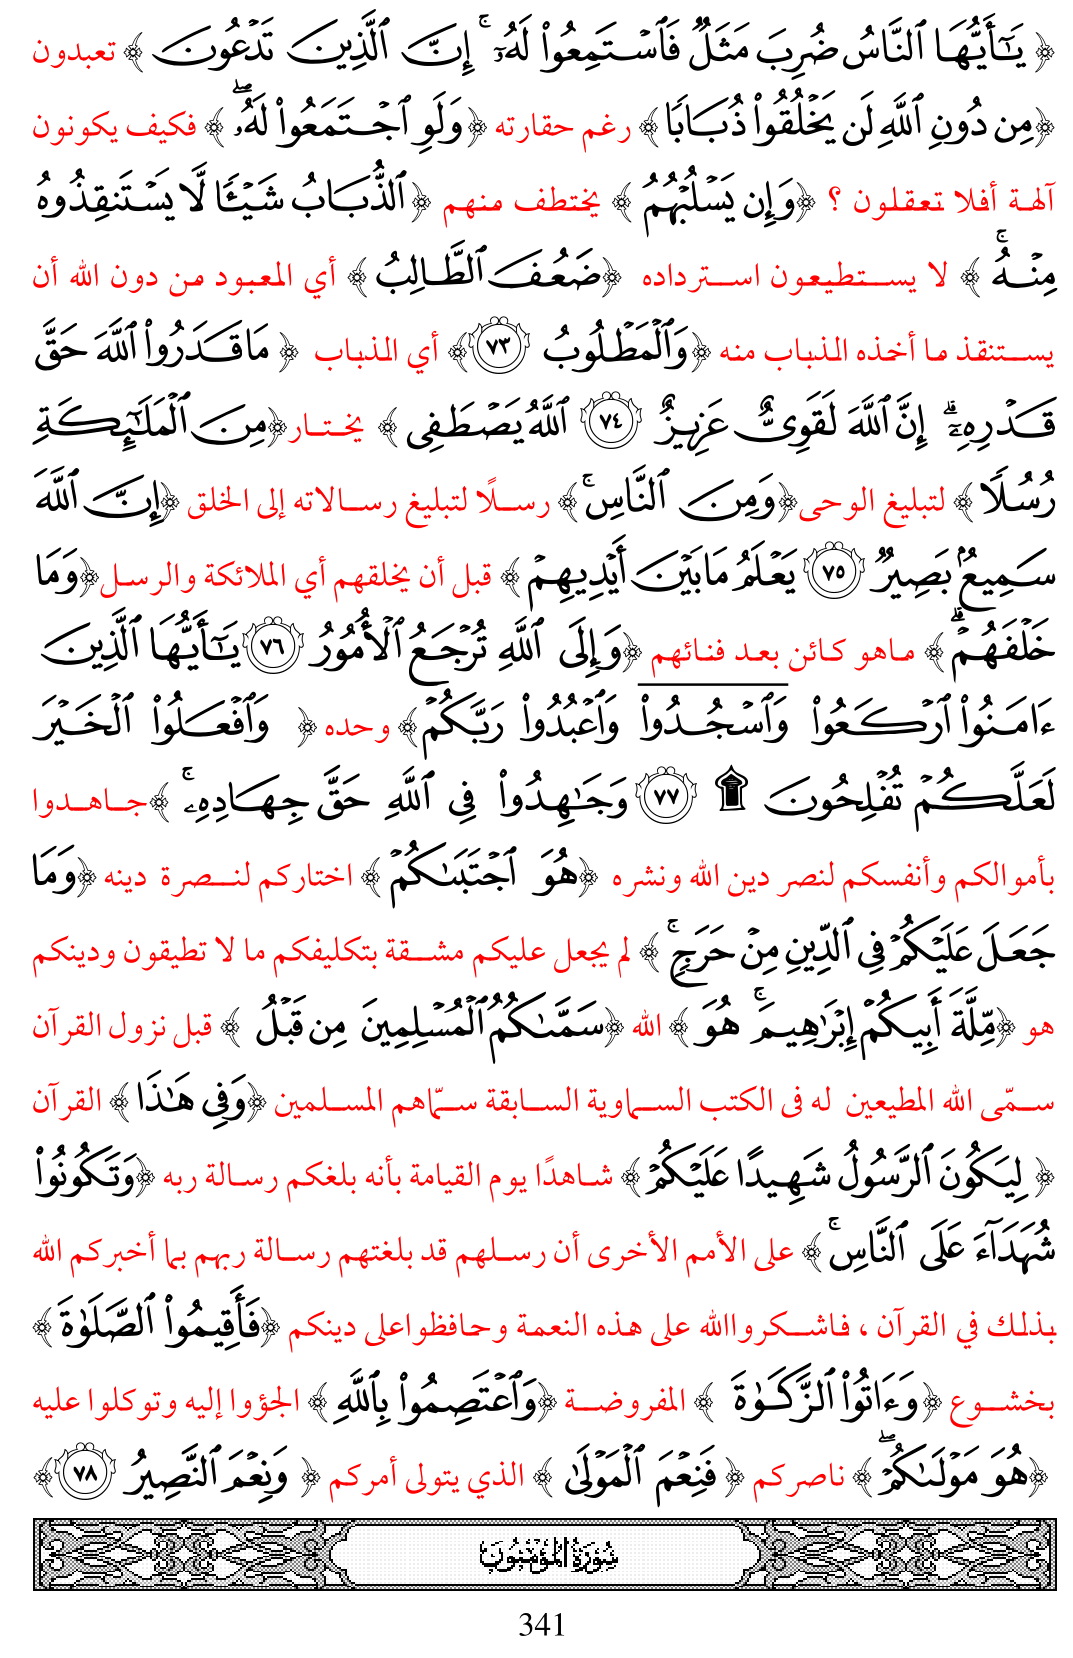 ﴿ يَـٰٓأَيُّهَا ٱلنَّاسُ ضُرِبَ مَثَلٌ فَٱسْتَمِعُوا۟ لَهُۥٓ ۚ إِنَّ ٱلَّذِينَ تَدْعُونَ ﴾ تعبدون
﴿مِن دُونِ ٱللَّهِ لَن يَخْلُقُوا۟ ذُبَابًا﴾ رغم حقارته ﴿وَلَوِ ٱجْتَمَعُوا۟ لَهُۥ ۖ ﴾ فكيف يكونون
آلهة أفلا تعقلون ؟ ﴿وَإِن يَسْلُبْهُمُ ﴾ يختطف منهم ﴿ٱلذُّبَابُ شَيْـًٔا لَّا يَسْتَنقِذُوهُ
مِنْهُ ۚ ﴾ لا يستطيعون استرداده ﴿ضَعُفَ ٱلطَّالِبُ ﴾ أي المعبود من دون الله أن
يستنقذ ما أخذه الذباب منه ﴿وَٱلْمَطْلُوبُ ٧٣﴾ أي الذباب ﴿ مَا قَدَرُوا۟ ٱللَّهَ حَقَّ
قَدْرِهِۦٓ ۗ إِنَّ ٱللَّهَ لَقَوِىٌّ عَزِيزٌ ٧٤ ٱللَّهُ يَصْطَفِى ﴾ يختار﴿مِنَ ٱلْمَلَـٰٓئِكَةِ
رُسُلًا﴾ لتبليغ الوحى﴿وَمِنَ ٱلنَّاسِ ۚ﴾ رسلًا لتبليغ رسالاته إلى الخلق ﴿إِنَّ ٱللَّهَ
سَمِيعٌۢ بَصِيرٌ ٧٥ يَعْلَمُ مَا بَيْنَ أَيْدِيهِمْ ﴾ قبل أن يخلقهم أي الملائكة والرسل﴿وَمَا
خَلْفَهُمْ ۗ﴾ ماهو كائن بعد فنائهم ﴿وَإِلَى ٱللَّهِ تُرْجَعُ ٱلْأُمُورُ ٧٦ يَـٰٓأَيُّهَا ٱلَّذِينَ
ءَامَنُوا۟ ٱرْكَعُوا۟ وَٱسْجُدُوا۟ وَٱعْبُدُوا۟ رَبَّكُمْ﴾ وحده ﴿ وَٱفْعَلُوا۟ ٱلْخَيْرَ
لَعَلَّكُمْ تُفْلِحُونَ ۩ ٧٧ وَجَـٰهِدُوا۟ فِى ٱللَّهِ حَقَّ جِهَادِهِۦ ۚ ﴾جاهدوا
بأموالكم وأنفسكم لنصر دين الله ونشره ﴿هُوَ ٱجْتَبَىٰكُمْ ﴾ اختاركم لنصرة دينه ﴿وَمَا
جَعَلَ عَلَيْكُمْ فِى ٱلدِّينِ مِنْ حَرَجٍ ۚ ﴾ لم يجعل عليكم مشقة بتكليفكم ما لا تطيقون ودينكم
هو ﴿مِّلَّةَ أَبِيكُمْ إِبْرَٰهِيمَ ۚ هُوَ ﴾ الله ﴿سَمَّىٰكُمُ ٱلْمُسْلِمِينَ مِن قَبْلُ ﴾ قبل نزول القرآن
سمّى الله المطيعين له فى الكتب السماوية السابقة سمّاهم المسلمين ﴿وَفِى هَـٰذَا ﴾ القرآن
﴿ لِيَكُونَ ٱلرَّسُولُ شَهِيدًا عَلَيْكُمْ﴾ شاهدًا يوم القيامة بأنه بلغكم رسالة ربه ﴿وَتَكُونُوا۟
شُهَدَآءَ عَلَى ٱلنَّاسِ ۚ﴾ على الأمم الأخرى أن رسلهم قد بلغتهم رسالة ربهم بما أخبركم الله
بذلك في القرآن ، فاشكرواالله على هذه النعمة وحافظواعلى دينكم ﴿فَأَقِيمُوا۟ ٱلصَّلَوٰةَ ﴾
بخشوع ﴿وَءَاتُوا۟ ٱلزَّكَوٰةَ ﴾ المفروضة ﴿وَٱعْتَصِمُوا۟ بِٱللَّهِ ﴾ الجؤوا إليه وتوكلوا عليه
﴿هُوَ مَوْلَىٰكُمْ ۖ ﴾ ناصركم ﴿ فَنِعْمَ ٱلْمَوْلَىٰ ﴾ الذي يتولى أمركم ﴿ وَنِعْمَ ٱلنَّصِيرُ ٧٨﴾
سُورَةُ المُؤْمِنُونَ
341